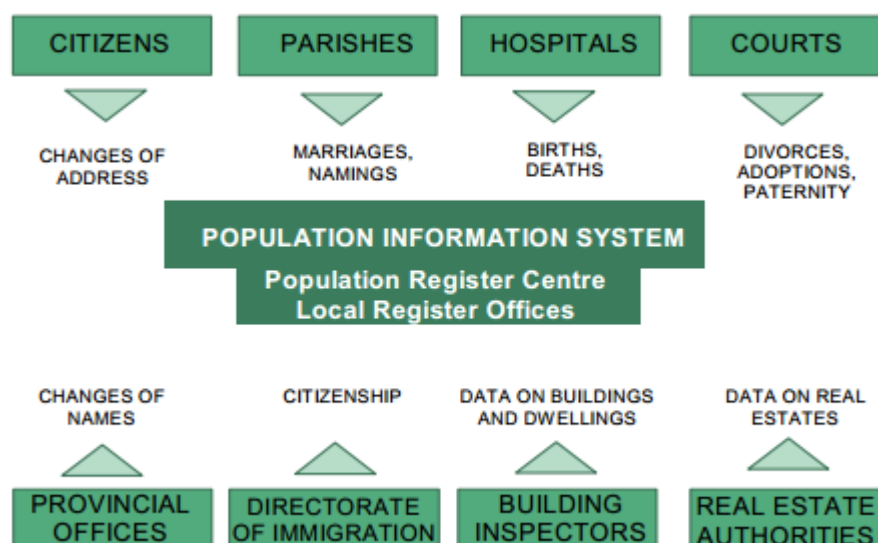 CITIZENS
PARISHES
HOSPITALS
COURTS
CHANGES OF
ADDRESS
MARRIAGES,
NAMINGS
BIRTHS,
DEATHS
DIVORCES,
ADOPTIONS,
PATERNITY
POPULATION INFORMATION SYSTEM
Population Register Centre
Local Register Offices
CHANGES OF
NAMES
CITIZENSHIP
DATA ON BUILDINGS
AND DWELLINGS
DATA ON REAL
ESTATES
PROVINCIAL
OFFICES
DIRECTORATE
OF IMMIGRATION
BUILDING
INSPECTORS
REAL ESTATE
AUTHORITIES